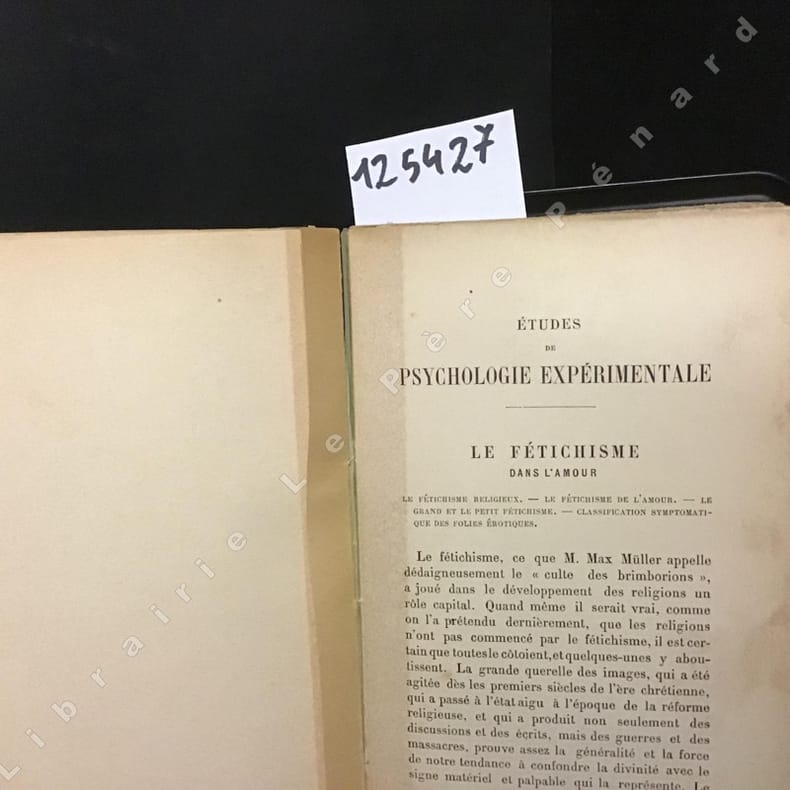 125427
ÉTUDES
DE
PSYCHOLOGIE EXPÉRIMENTALE
LE FÉTICHISME
DANS L'AMOUR
LE FÉTICHISME RELIGIEUX. — LE FÉTICHISME DE L'AMOUR. — LE
GRAND ET LE PETIT FÉTICHISME. — CLASSIFICATION SYMPTOMATI-
QUE DES FOLIES ÉROTIQUES.
Le fétichisme, ce que M. Max Müller appelle
dédaigneusement le « culte des brimborions »,
a joué dans le développement des religions un
rôle capital. Quand même il serait vrai, comme
on l'a prétendu dernièrement, que les religions
n'ont pas commencé par le fétichisme, il est cer-
tain que toutes le côtoient, et quelques-unes y abou-
tissent. La grande querelle des images, qui a été
agitée dès les premiers siècles de l'ère chrétienne,
qui a passé à l'état aigu à l'époque de la réforme
religieuse, et qui a produit non seulement des
discussions et des écrits, mais des guerres et des
massacres, prouve assez la généralité et la force
de notre tendance à confondre la divinité avec le
signe matériel et palpable qui la représente. Le
Librairie Le Père Pénard